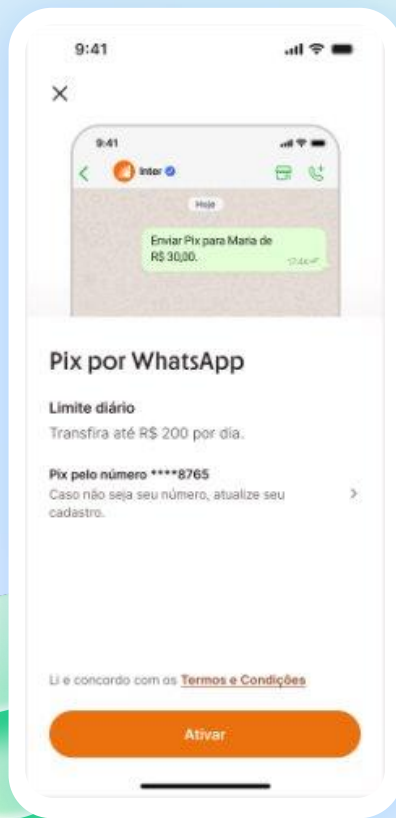 9:41
9:41
Inter
Hoje
Enviar Pix para Maria de
R$ 30,00.
Pix por WhatsApp
Limite diário
Transfira até R$ 200 por dia.
Pix pelo número ****8765
Caso não seja seu número, atualize seu
cadastro.
Li e concordo com os Termos e Condições
Ativar